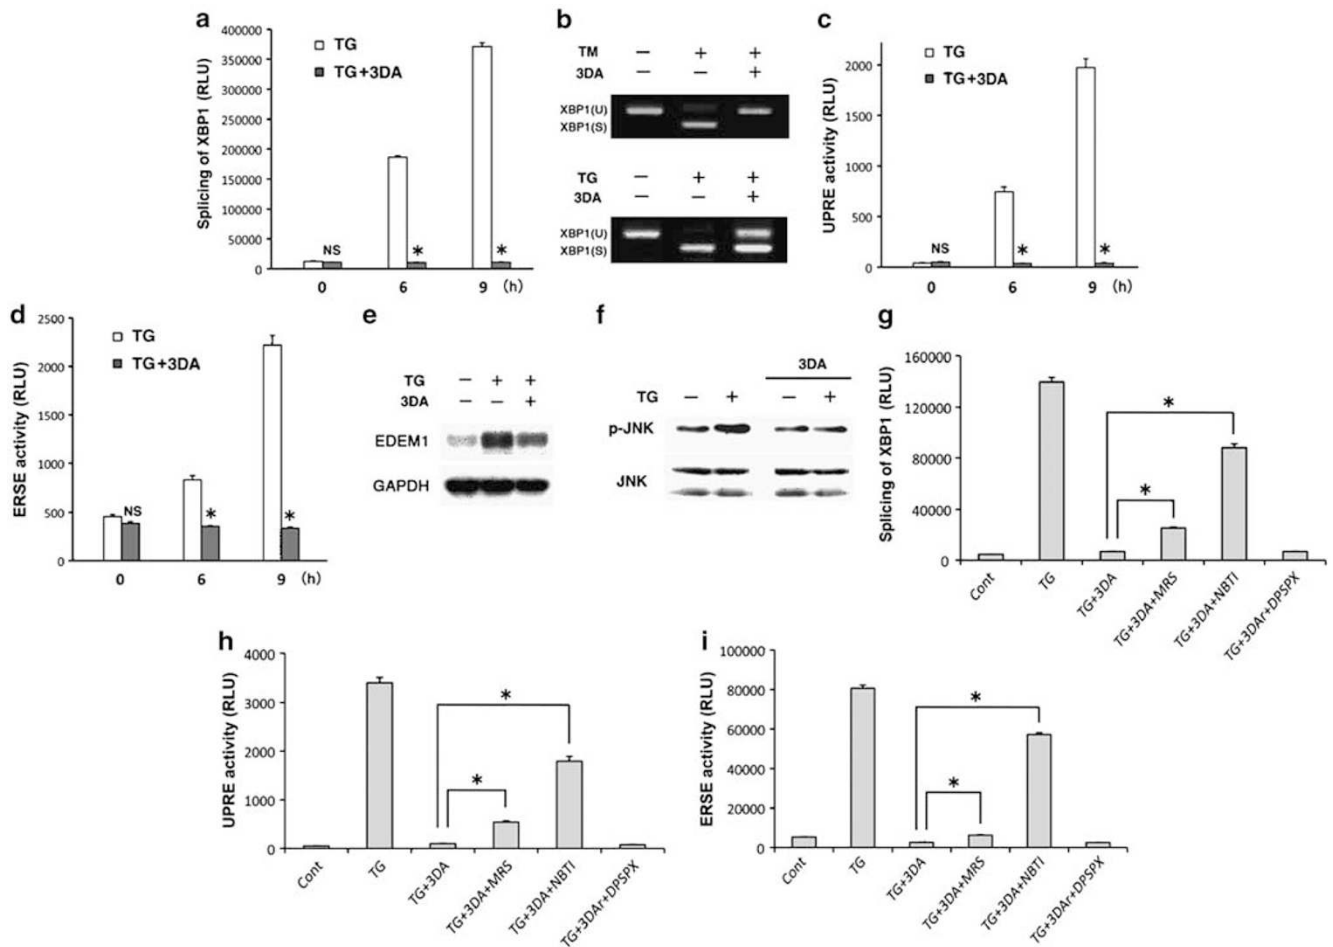 a
Splicing of XBP1 (RLU)
400000
350000
300000
250000
200000
150000
100000
50000
0
TG
TG+3DA
NS
*
*
0 6 9 (h)
b
TM − + +
3DA − − +
XBP1(U)
XBP1(S)
TG − + +
3DA − − +
XBP1(U)
XBP1(S)
c
UPRE activity (RLU)
2000
1500
1000
500
0
TG
TG+3DA
NS
*
*
0 6 9 (h)
d
ERSE activity (RLU)
2500
2000
1500
1000
500
0
TG
TG+3DA
NS
*
*
0 6 9 (h)
e
TG − + +
3DA − − +
EDEM1
GAPDH
f
3DA
TG − + − +
p-JNK
JNK
g
Splicing of XBP1 (RLU)
160000
120000
80000
40000
0
*
*
Cont
TG
TG+3DA
TG+3DA+MRS
TG+3DA+NBTI
TG+3DAr+DPSPX
h
UPRE activity (RLU)
4000
3000
2000
1000
0
*
*
Cont
TG
TG+3DA
TG+3DA+MRS
TG+3DA+NBTI
TG+3DAr+DPSPX
i
ERSE activity (RLU)
100000
80000
60000
40000
20000
0
*
*
Cont
TG
TG+3DA
TG+3DA+MRS
TG+3DA+NBTI
TG+3DAr+DPSPX